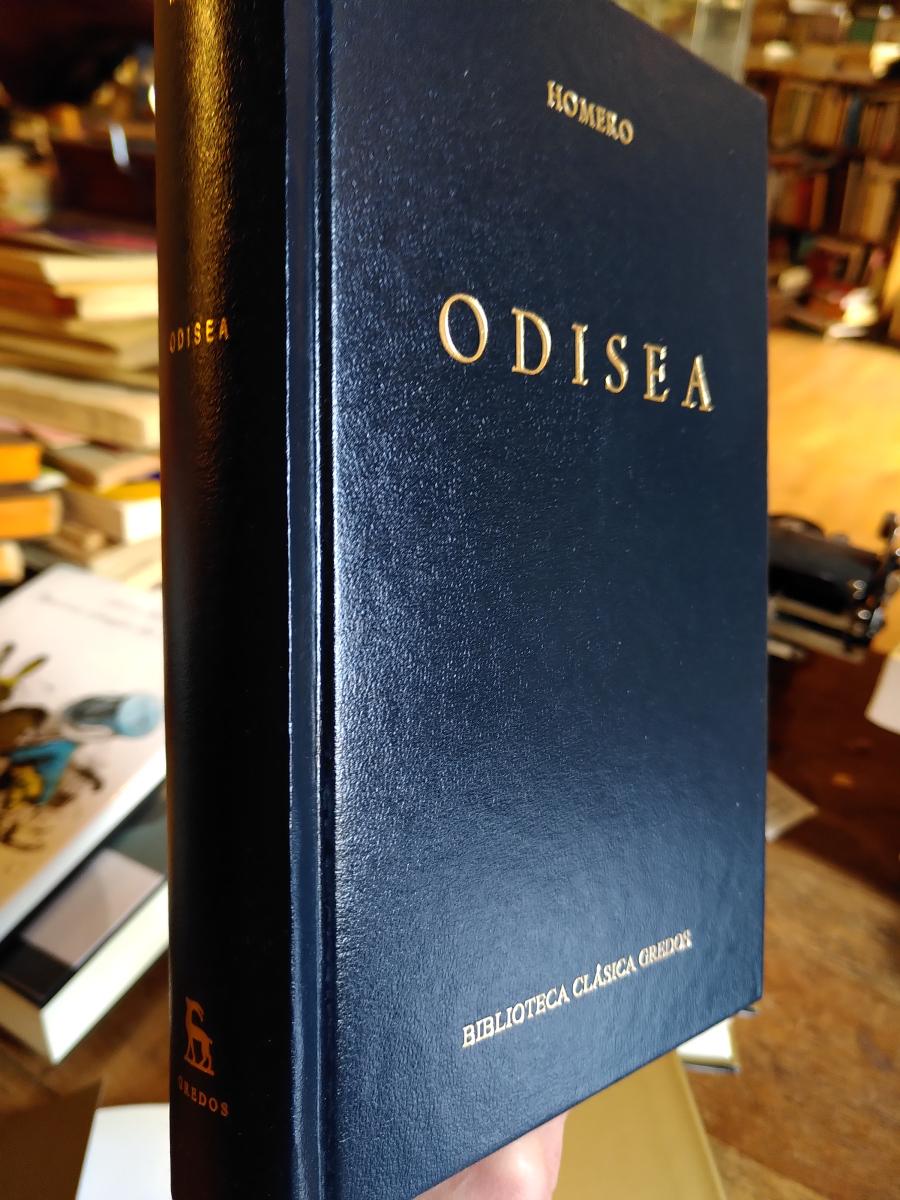 HOMERO
ODISEA
BIBLIOTECA CLÁSICA GREDOS
ODISEA
GREDOS